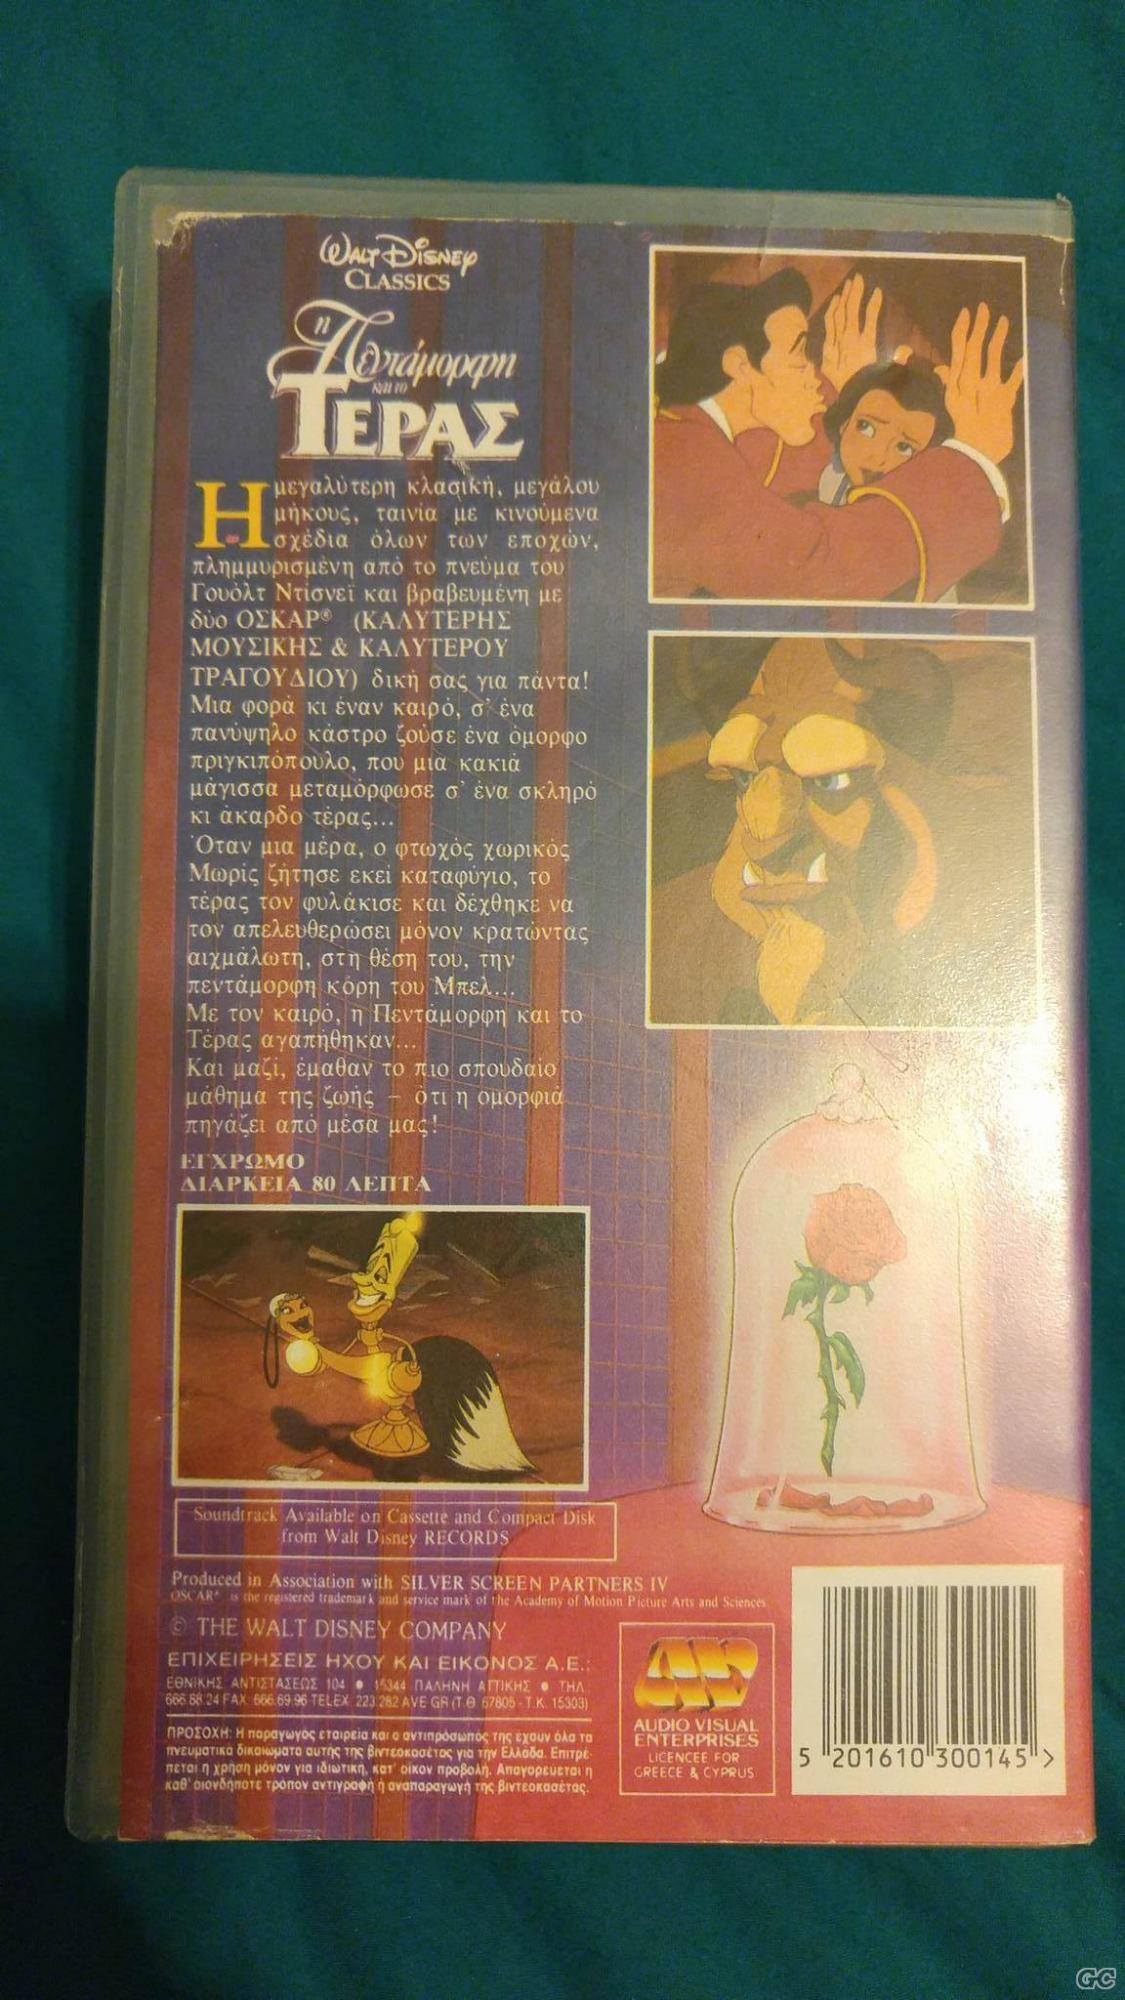 WALT DISNEY
CLASSICS
η Πεντάμορφη
και το
ΤΕΡΑΣ
Η μεγαλύτερη κλασική, μεγάλου
μήκους, ταινία με κινούμενα
σχέδια όλων των εποχών,
πλημμυρισμένη από το πνεύμα του
Γουόλτ Ντίσνεϊ και βραβευμένη με
δύο ΟΣΚΑΡ® (ΚΑΛΥΤΕΡΗΣ
ΜΟΥΣΙΚΗΣ & ΚΑΛΥΤΕΡΟΥ
ΤΡΑΓΟΥΔΙΟΥ) δική σας για πάντα!
Μια φορά κι έναν καιρό, σ' ένα
πανύψηλο κάστρο ζούσε ένα όμορφο
πριγκιπόπουλο, που μια κακιά
μάγισσα μεταμόρφωσε σ' ένα σκληρό
κι άκαρδο τέρας...
Όταν μια μέρα, ο φτωχός χωρικός
Μωρίς ζήτησε εκεί καταφύγιο, το
τέρας τον φυλάκισε και δέχθηκε να
τον απελευθερώσει μόνον κρατώντας
αιχμάλωτη, στη θέση του, την
πεντάμορφη κόρη του Μπελ...
Με τον καιρό, η Πεντάμορφη και το
Τέρας αγαπήθηκαν...
Και μαζί, έμαθαν το πιο σπουδαίο
μάθημα της ζωής – ότι η ομορφιά
πηγάζει από μέσα μας!
ΕΓΧΡΩΜΟ
ΔΙΑΡΚΕΙΑ 80 ΛΕΠΤΑ
Soundtrack Available on Cassette and Compact Disk
from Walt Disney RECORDS
Produced in Association with SILVER SCREEN PARTNERS IV
OSCAR® is the registered trademark and service mark of the Academy of Motion Picture Arts and Sciences
© THE WALT DISNEY COMPANY
ΕΠΙΧΕΙΡΗΣΕΙΣ ΗΧΟΥ ΚΑΙ ΕΙΚΟΝΟΣ Α.Ε.:
ΕΘΝΙΚΗΣ ΑΝΤΙΣΤΑΣΕΩΣ 104 ● 15344 ΠΑΛΗΝΗ ΑΤΤΙΚΗΣ ● ΤΗΛ.
666.68.24 FAX: 666.69.96 TELEX: 223.282 AVE GR (Τ.Θ. 67805 - Τ.Κ. 15303)
ΠΡΟΣΟΧΗ: Η παραγωγος εταιρεία και ο αντιπρόσωπος της έχουν όλα τα
πνευματικά δικαιωματα αυτής της βιντεοκασέτας για την Ελλάδα. Επιτρέ-
πεται η χρήση μόνον για ιδιωτική, κατ' οίκον προβολή. Απαγορεύεται η
καθ' οιονδήποτε τρόπον αντιγραφή ή αναπαραγωγή της βιντεοκασέτας.
AUDIO VISUAL
ENTERPRISES
LICENCEE FOR
GREECE & CYPRUS
5 201610 300145 >
GC